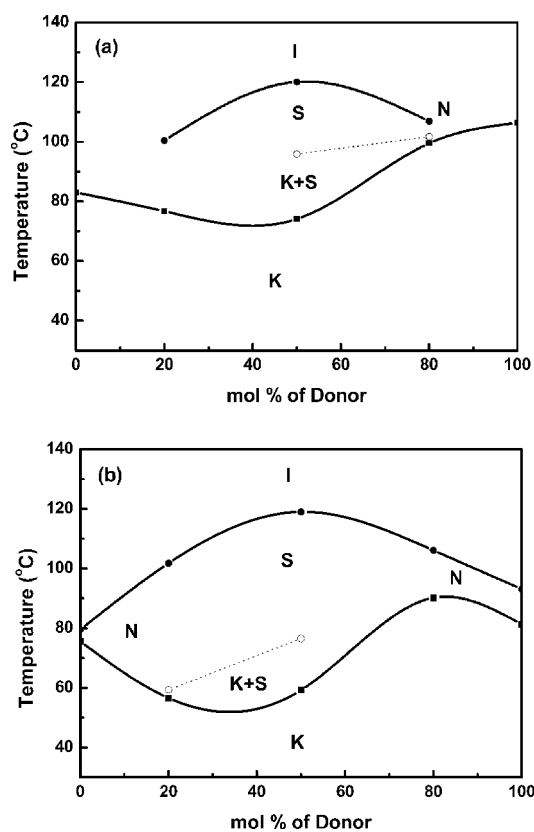 (a)
I
140
120
S
N
100
K+S
80
60
K
40
Temperature (°C)
0 20 40 60 80 100
mol % of Donor
(b)
I
140
120
S
100
N
80
N
60
K+S
40
K
Temperature (°C)
0 20 40 60 80 100
mol % of Donor